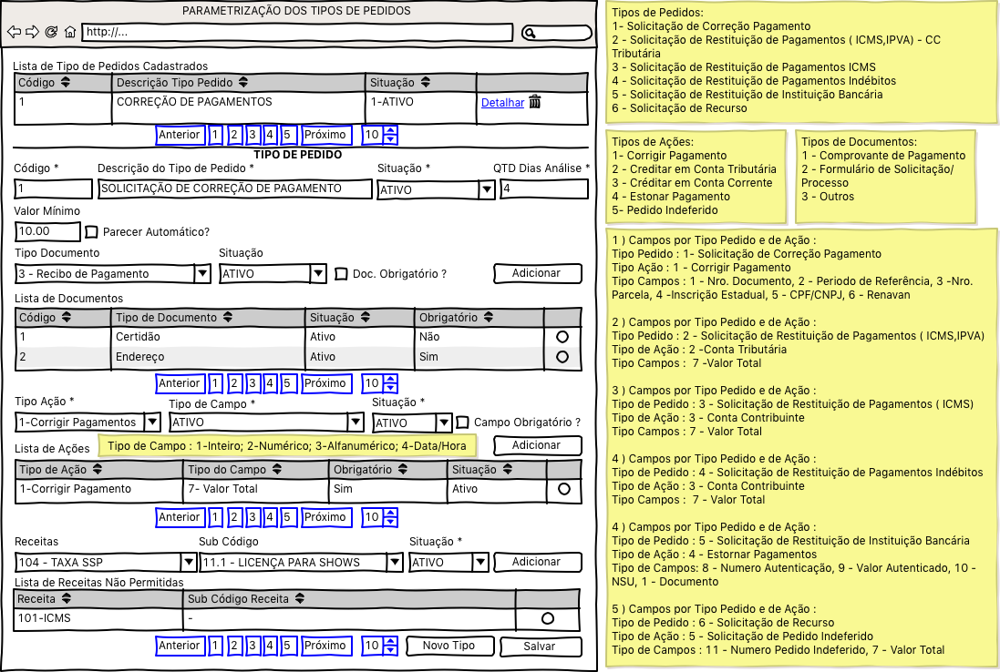 PARAMETRIZAÇÃO DOS TIPOS DE PEDIDOS
http://...
Lista de Tipo de Pedidos Cadastrados
Código Descrição Tipo Pedido Situação
1 CORREÇÃO DE PAGAMENTOS 1-ATIVO Detalhar
Anterior 1 2 3 4 5 Próximo 10
TIPO DE PEDIDO
Código * Descrição do Tipo de Pedido * Situação * QTD Dias Análise *
1 SOLICITAÇÃO DE CORREÇÃO DE PAGAMENTO ATIVO 4
Valor Mínimo
10.00 Parecer Automático?
Tipo Documento Situação
3 - Recibo de Pagamento ATIVO Doc. Obrigatório ? Adicionar
Lista de Documentos
Código Tipo de Documento Situação Obrigatório
1 Certidão Ativo Não
2 Endereço Ativo Sim
Anterior 1 2 3 4 5 Próximo 10
Tipo Ação * Tipo de Campo * Situação *
1-Corrigir Pagamentos ATIVO ATIVO Campo Obrigatório ?
Lista de Ações Tipo de Campo : 1-Inteiro; 2-Numérico; 3-Alfanumérico; 4-Data/Hora Adicionar
Tipo de Ação Tipo do Campo Obrigatório Situação
1-Corrigir Pagamento 7- Valor Total Sim Ativo
Anterior 1 2 3 4 5 Próximo 10
Receitas Sub Código Situação *
104 - TAXA SSP 11.1 - LICENÇA PARA SHOWS ATIVO Adicionar
Lista de Receitas Não Permitidas
Receita Sub Código Receita
101-ICMS -
Anterior 1 2 3 4 5 Próximo 10 Novo Tipo Salvar
Tipos de Pedidos:
1- Solicitação de Correção Pagamento
2 - Solicitação de Restituição de Pagamentos ( ICMS,IPVA) - CC
Tributária
3 - Solicitação de Restituição de Pagamentos ICMS
4 - Solicitação de Restituição de Pagamentos Indébitos
5 - Solicitação de Restituição de Instituição Bancária
6 - Solicitação de Recurso
Tipos de Ações:
1- Corrigir Pagamento
2 - Creditar em Conta Tributária
3 - Créditar em Conta Corrente
4 - Estonar Pagamento
5- Pedido Indeferido
Tipos de Documentos:
1 - Comprovante de Pagamento
2 - Formulário de Solicitação/
Processo
3 - Outros
1 ) Campos por Tipo Pedido e de Ação :
Tipo Pedido : 1- Solicitação de Correção Pagamento
Tipo Ação : 1 - Corrigir Pagamento
Tipo Campos : 1 - Nro. Documento, 2 - Periodo de Referência, 3 -Nro.
Parcela, 4 -Inscrição Estadual, 5 - CPF/CNPJ, 6 - Renavan
2 ) Campos por Tipo Pedido e de Ação :
Tipo Pedido : 2 - Solicitação de Restituição de Pagamentos ( ICMS,IPVA)
Tipo de Ação : 2 -Conta Tributária
Tipo Campos : 7 -Valor Total
3 ) Campos por Tipo Pedido e de Ação :
Tipo de Pedido : 3 - Solicitação de Restituição de Pagamentos ( ICMS)
Tipo de Ação : 3 - Conta Contribuinte
Tipo Campos : 7 - Valor Total
4 ) Campos por Tipo Pedido e de Ação :
Tipo de Pedido : 4 - Solicitação de Restituição de Pagamentos Indébitos
Tipo de Ação : 3 - Conta Contribuinte
Tipo Campos : 7 - Valor Total
4 ) Campos por Tipo Pedido e de Ação :
Tipo de Pedido : 5 - Solicitação de Restituição de Instituição Bancária
Tipo de Ação : 4 - Estornar Pagamentos
Tipo de Campos: 8 - Numero Autenticação, 9 - Valor Autenticado, 10 -
NSU, 1 - Documento
5 ) Campos por Tipo Pedido e de Ação :
Tipo de Pedido : 6 - Solicitação de Recurso
Tipo de Ação : 5 - Solicitação de Pedido Indeferido
Tipo de Campos : 11 - Numero Pedido Indeferido, 7 - Valor Total